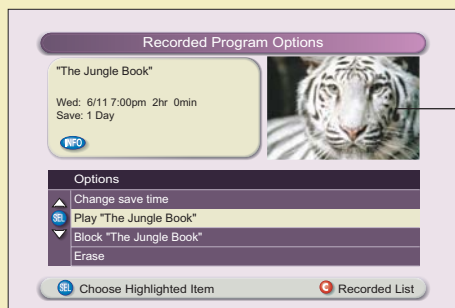 Recorded Program Options
"The Jungle Book"
Wed: 6/11 7:00pm 2hr 0min
Save: 1 Day
INFO
Options
Change save time
SEL Play "The Jungle Book"
Block "The Jungle Book"
Erase
SEL Choose Highlighted Item C Recorded List